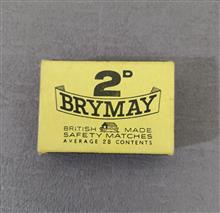 2D
BRYMAY
BRITISH MADE
SAFETY MATCHES
AVERAGE 28 CONTENTS